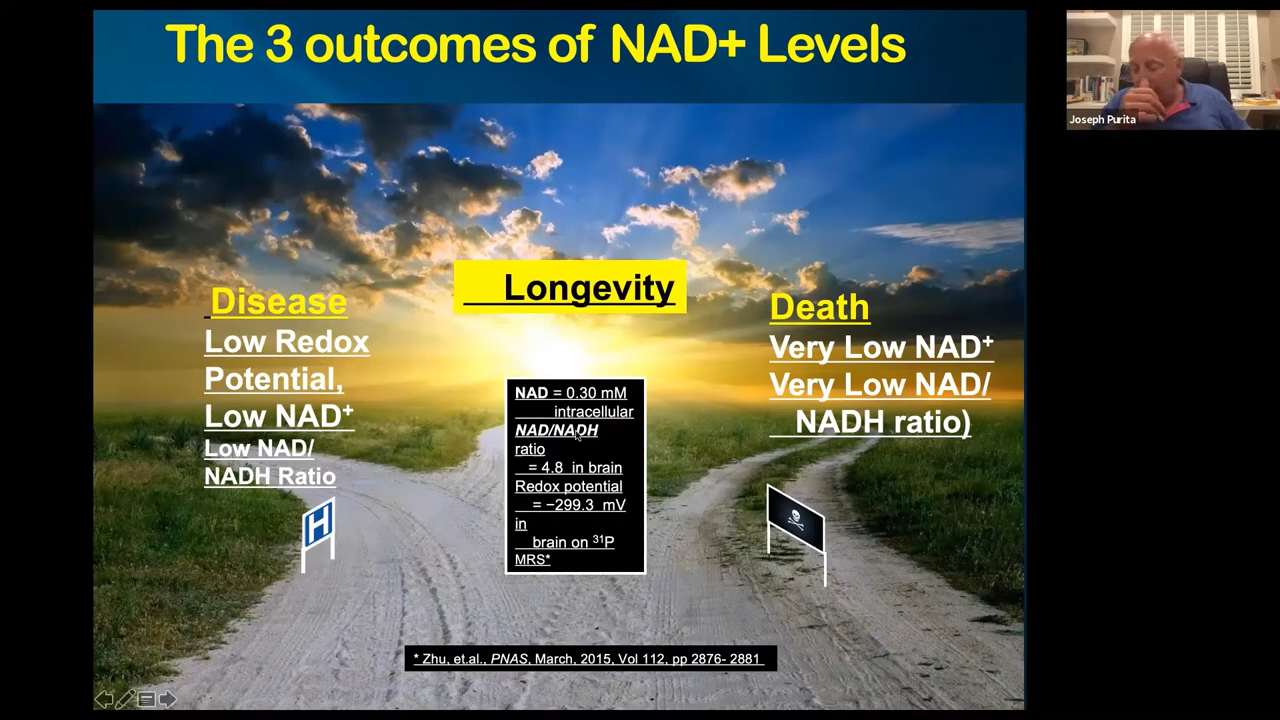 The 3 outcomes of NAD+ Levels
Joseph Purita
Longevity
Disease
Low Redox
Potential,
Low NAD+
Low NAD/
NADH Ratio
H
NAD = 0.30 mM
intracellular
NAD/NADH
ratio
= 4.8 in brain
Redox potential
= −299.3 mV
in
brain on ³¹P
MRS*
Death
Very Low NAD+
Very Low NAD/
NADH ratio)
* Zhu, et.al., PNAS, March, 2015, Vol 112, pp 2876- 2881